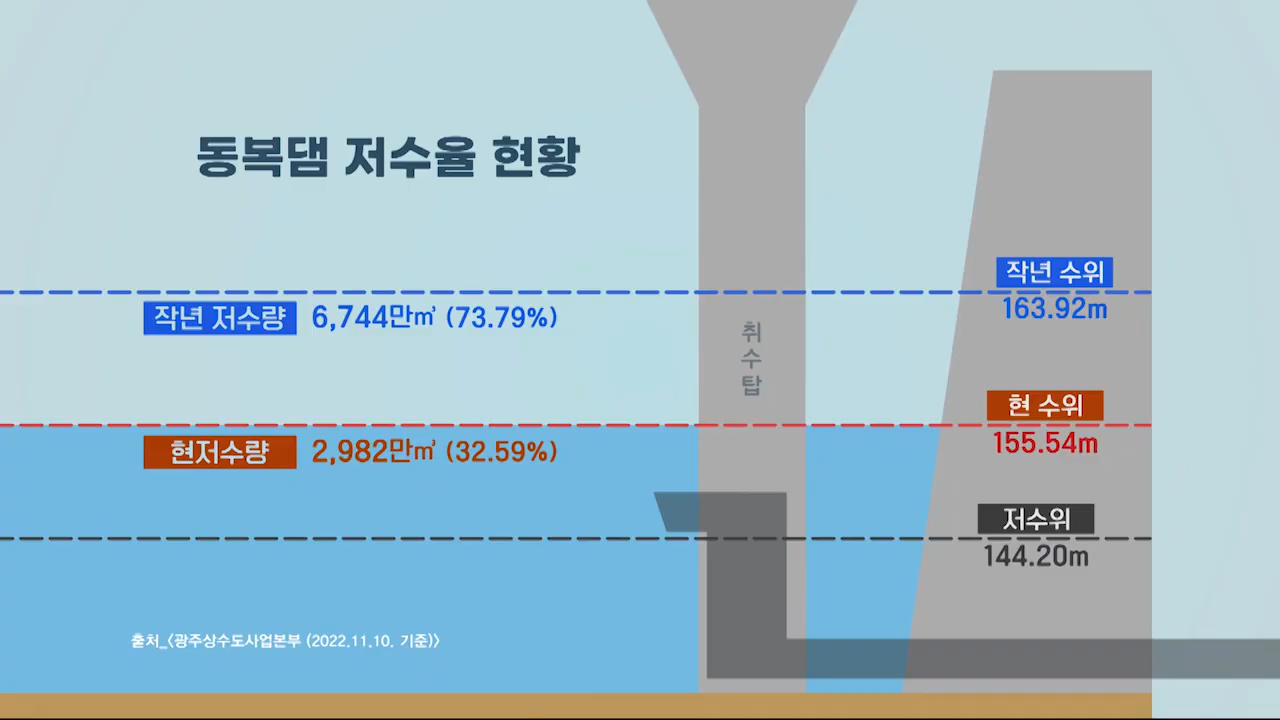 동복댐 저수율 현황
작년 수위
163.92m
작년 저수량 6,744만㎥ (73.79%)
취수탑
현 수위
155.54m
현저수량 2,982만㎥ (32.59%)
저수위
144.20m
출처_<광주상수도사업본부 (2022.11.10. 기준)>